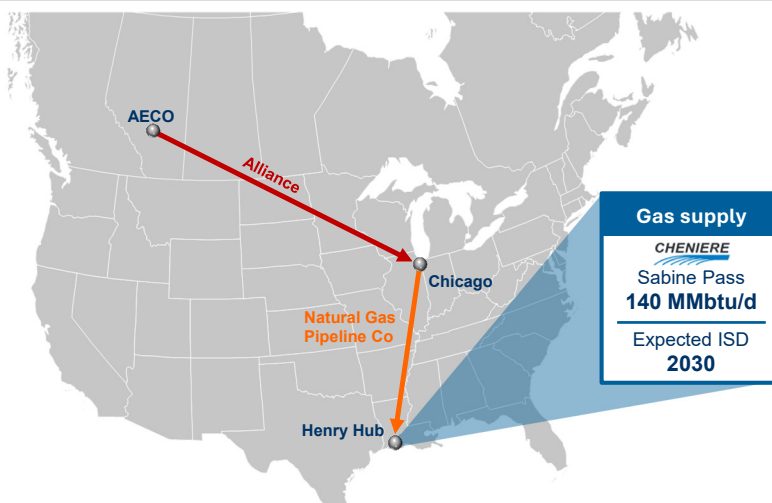 AECO
Alliance
Chicago
Natural Gas
Pipeline Co
Henry Hub
Gas supply
CHENIERE
Sabine Pass
140 MMbtu/d
Expected ISD
2030